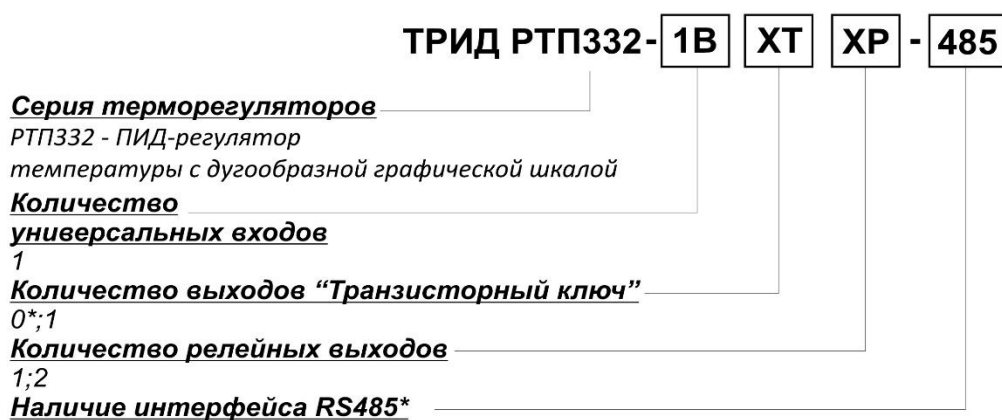 ТРИД РТП332- 1В ХТ ХР - 485
Серия терморегуляторов
РТП332 - ПИД-регулятор
температуры с дугообразной графической шкалой
Количество
универсальных входов
1
Количество выходов “Транзисторный ключ”
0*;1
Количество релейных выходов
1;2
Наличие интерфейса RS485*